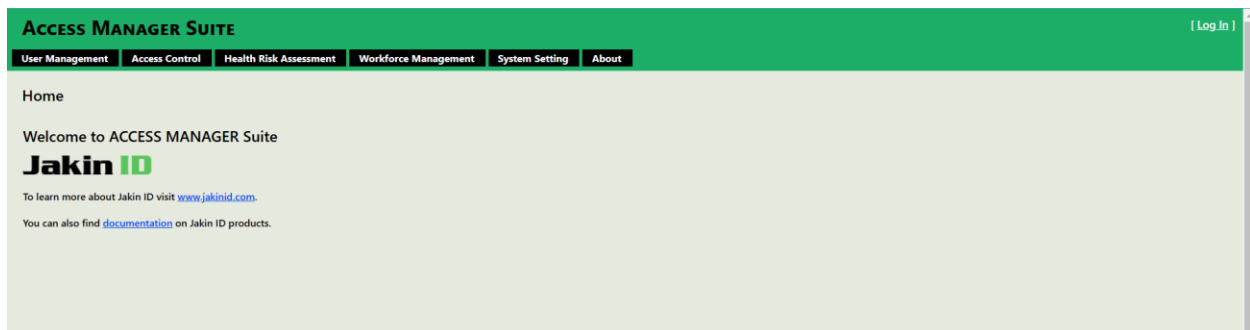 ACCESS MANAGER SUITE
[ Log In ]
User Management Access Control Health Risk Assessment Workforce Management System Setting About
Home
Welcome to ACCESS MANAGER Suite
Jakin ID
To learn more about Jakin ID visit www.jakinid.com.
You can also find documentation on Jakin ID products.